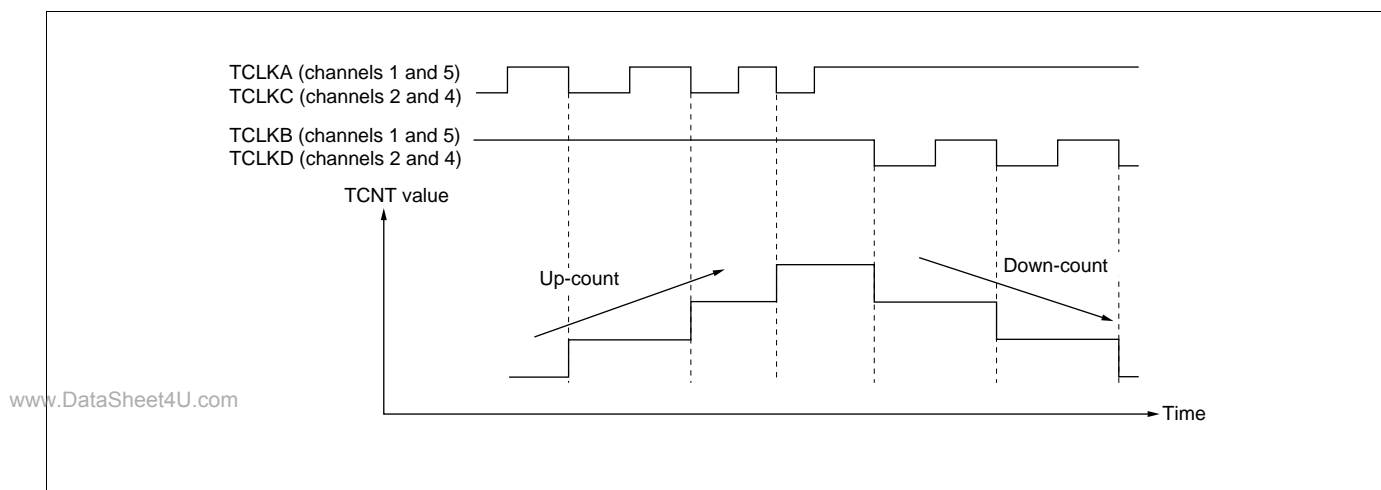 TCLKA (channels 1 and 5)
TCLKC (channels 2 and 4)
TCLKB (channels 1 and 5)
TCLKD (channels 2 and 4)
TCNT value
Up-count
Down-count
www.DataSheet4U.com
Time